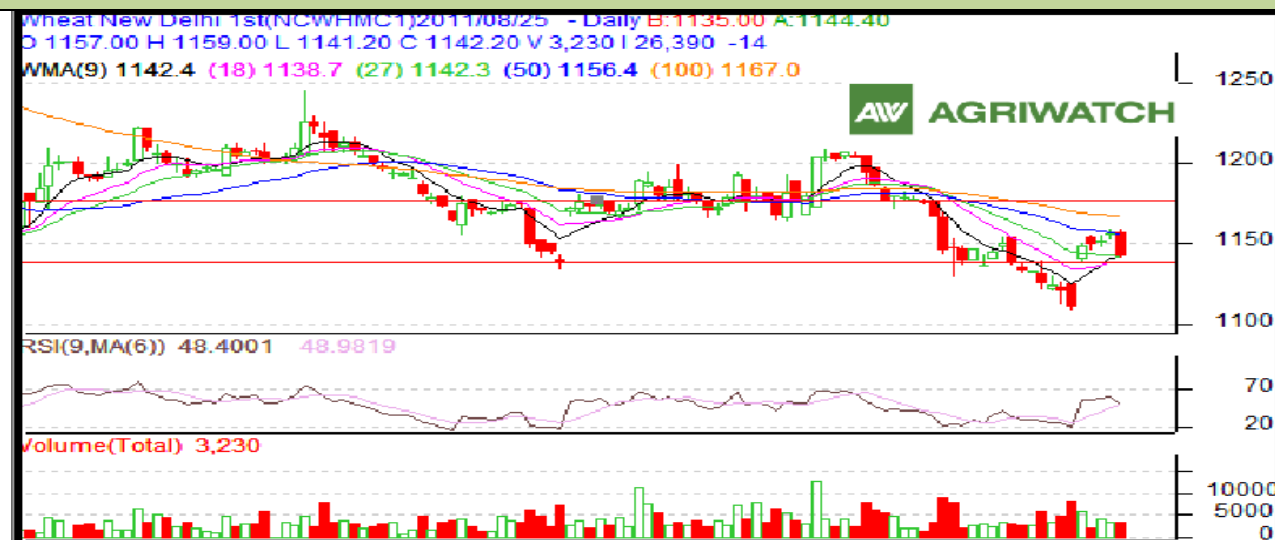 Wheat New Delhi 1st(NCWHMC1)2011/08/25 - Daily B:1135.00 A:1144.40
O 1157.00 H 1159.00 L 1141.20 C 1142.20 V 3,230 I 26,390 -14
WMA(9) 1142.4 (18) 1138.7 (27) 1142.3 (50) 1156.4 (100) 1167.0
1250
AW AGRIWATCH
1200
1150
1100
RSI(9,MA(6)) 48.4001 48.9819
70
20
Volume(Total) 3,230
10000
5000
0